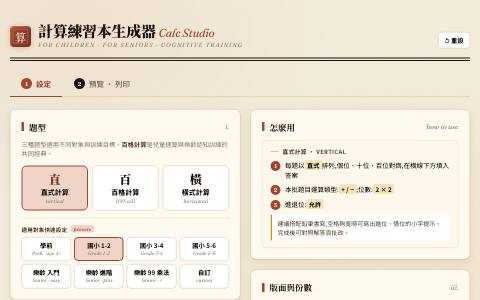 算
計算練習本生成器 Calc Studio
FOR CHILDREN · FOR SENIORS · COGNITIVE TRAINING
↻ 重設
1 設定
2 預覽 · 列印
題型
i.
三種題型適用不同對象與訓練目標。百格計算是兒童速算與樂齡認知訓練的
共同經典。
直
直式計算
vertical
百
百格計算
100-cell
橫
橫式計算
horizontal
適用對象快速設定 presets
學前
PreK · age 5+
國小 1-2
Grade 1-2
國小 3-4
Grade 3-4
國小 5-6
Grade 5-6
樂齡 入門
Senior · easy
樂齡 進階
Senior · plus
樂齡 99 乘法
自訂
custom
怎麼用
how to use
直式計算 · VERTICAL
1 每題以 直式 排列,個位、十位、百位對齊,在橫線下方填入
答案
2 本批題目運算類型: + / − ;位數: 2 × 2
3 進退位: 允許
建議搭配鉛筆書寫,空格夠寬時可寫出進位、借位的小字提示。
完成後可對照解答頁批改。
版面與份數
iii.